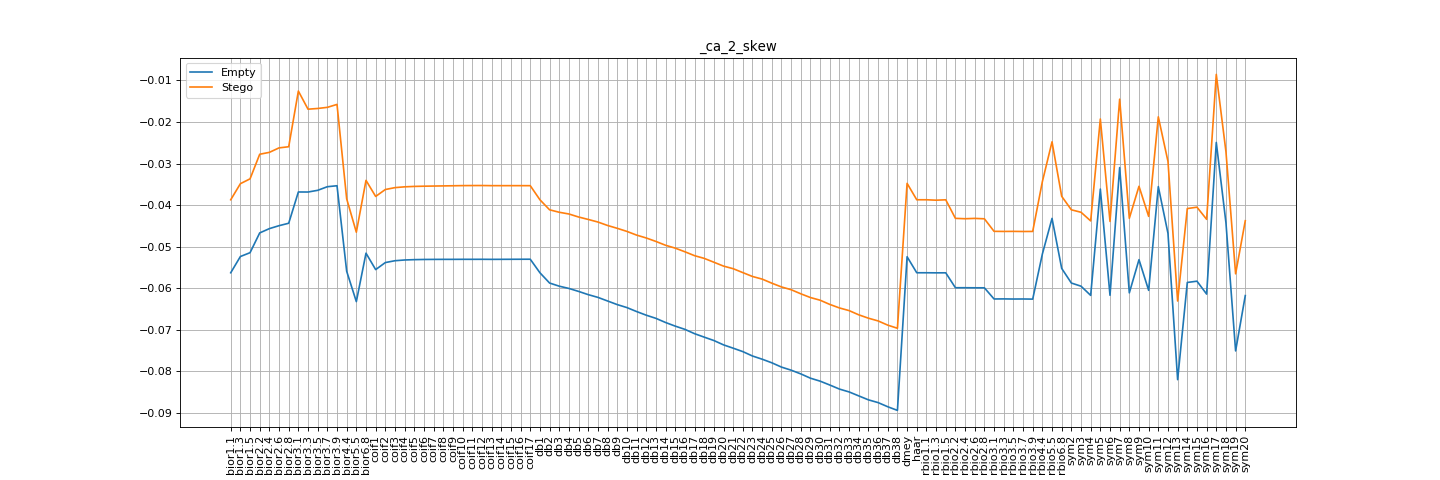 _ca_2_skew
Empty
Stego
−0.01
−0.02
−0.03
−0.04
−0.05
−0.06
−0.07
−0.08
−0.09
bior1.1
bior1.3
bior1.5
bior2.2
bior2.4
bior2.6
bior2.8
bior3.1
bior3.3
bior3.5
bior3.7
bior3.9
bior4.4
bior5.5
bior6.8
coif1
coif2
coif3
coif4
coif5
coif6
coif7
coif8
coif9
coif10
coif11
coif12
coif13
coif14
coif15
coif16
coif17
db1
db2
db3
db4
db5
db6
db7
db8
db9
db10
db11
db12
db13
db14
db15
db16
db17
db18
db19
db20
db21
db22
db23
db24
db25
db26
db27
db28
db29
db30
db31
db32
db33
db34
db35
db36
db37
db38
dmey
haar
rbio1.1
rbio1.3
rbio1.5
rbio2.2
rbio2.4
rbio2.6
rbio2.8
rbio3.1
rbio3.3
rbio3.5
rbio3.7
rbio3.9
rbio4.4
rbio5.5
rbio6.8
sym2
sym3
sym4
sym5
sym6
sym7
sym8
sym9
sym10
sym11
sym12
sym13
sym14
sym15
sym16
sym17
sym18
sym19
sym20